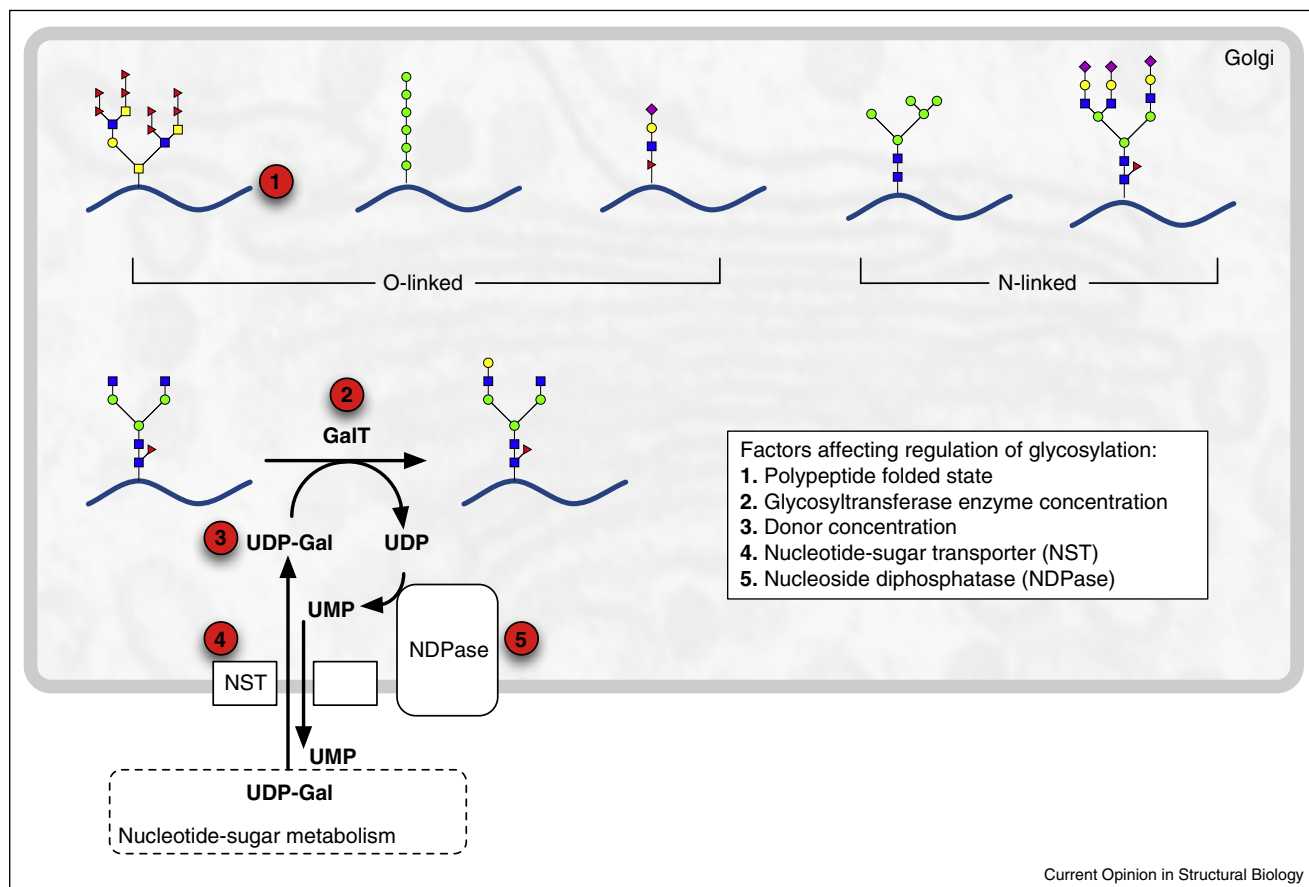 Golgi
1
O-linked
N-linked
2
GalT
3
UDP-Gal
UDP
UMP
4
NST
NDPase
5
UMP
UDP-Gal
Nucleotide-sugar metabolism
Factors affecting regulation of glycosylation:
1. Polypeptide folded state
2. Glycosyltransferase enzyme concentration
3. Donor concentration
4. Nucleotide-sugar transporter (NST)
5. Nucleoside diphosphatase (NDPase)
Current Opinion in Structural Biology